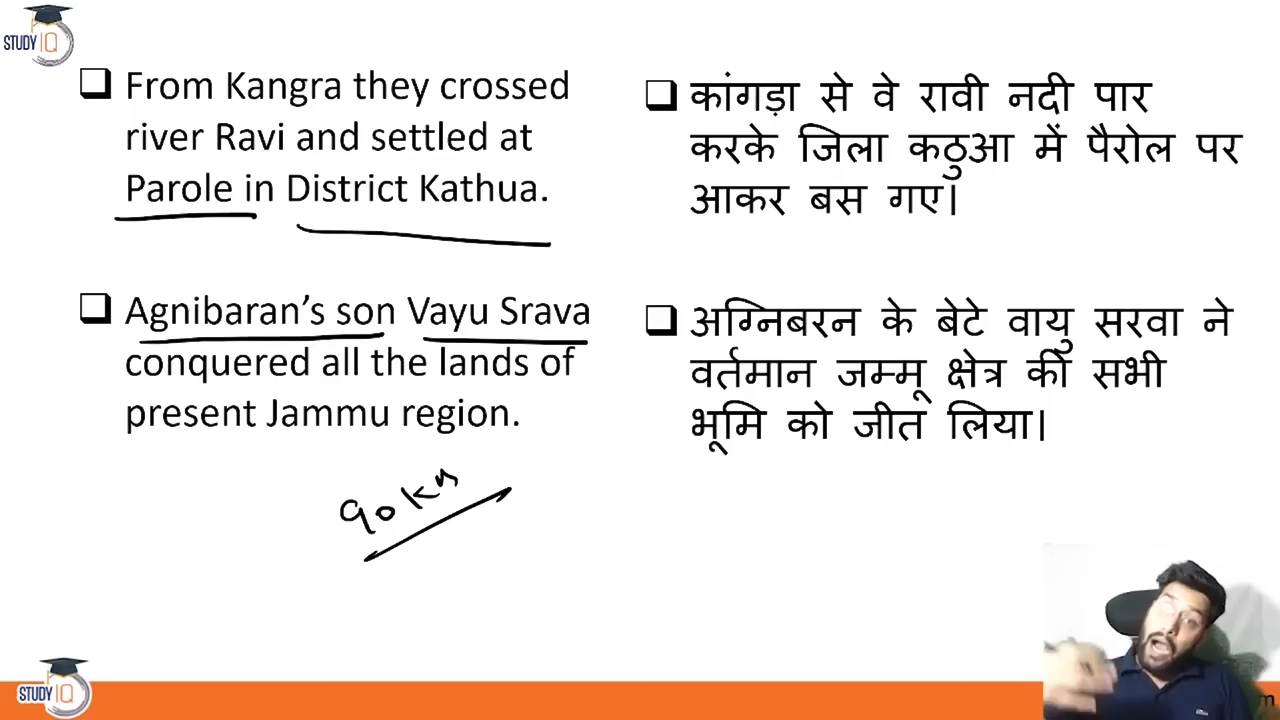 STUDY IQ
❑ From Kangra they crossed
river Ravi and settled at
Parole in District Kathua.
❑ Agnibaran's son Vayu Srava
conquered all the lands of
present Jammu region.
90 km
❑ कांगड़ा से वे रावी नदी पार
करके जिला कठुआ में पैरोल पर
आकर बस गए।
❑ अग्निबरन के बेटे वायु सरवा ने
वर्तमान जम्मू क्षेत्र की सभी
भूमि को जीत लिया।
STUDY IQ
m